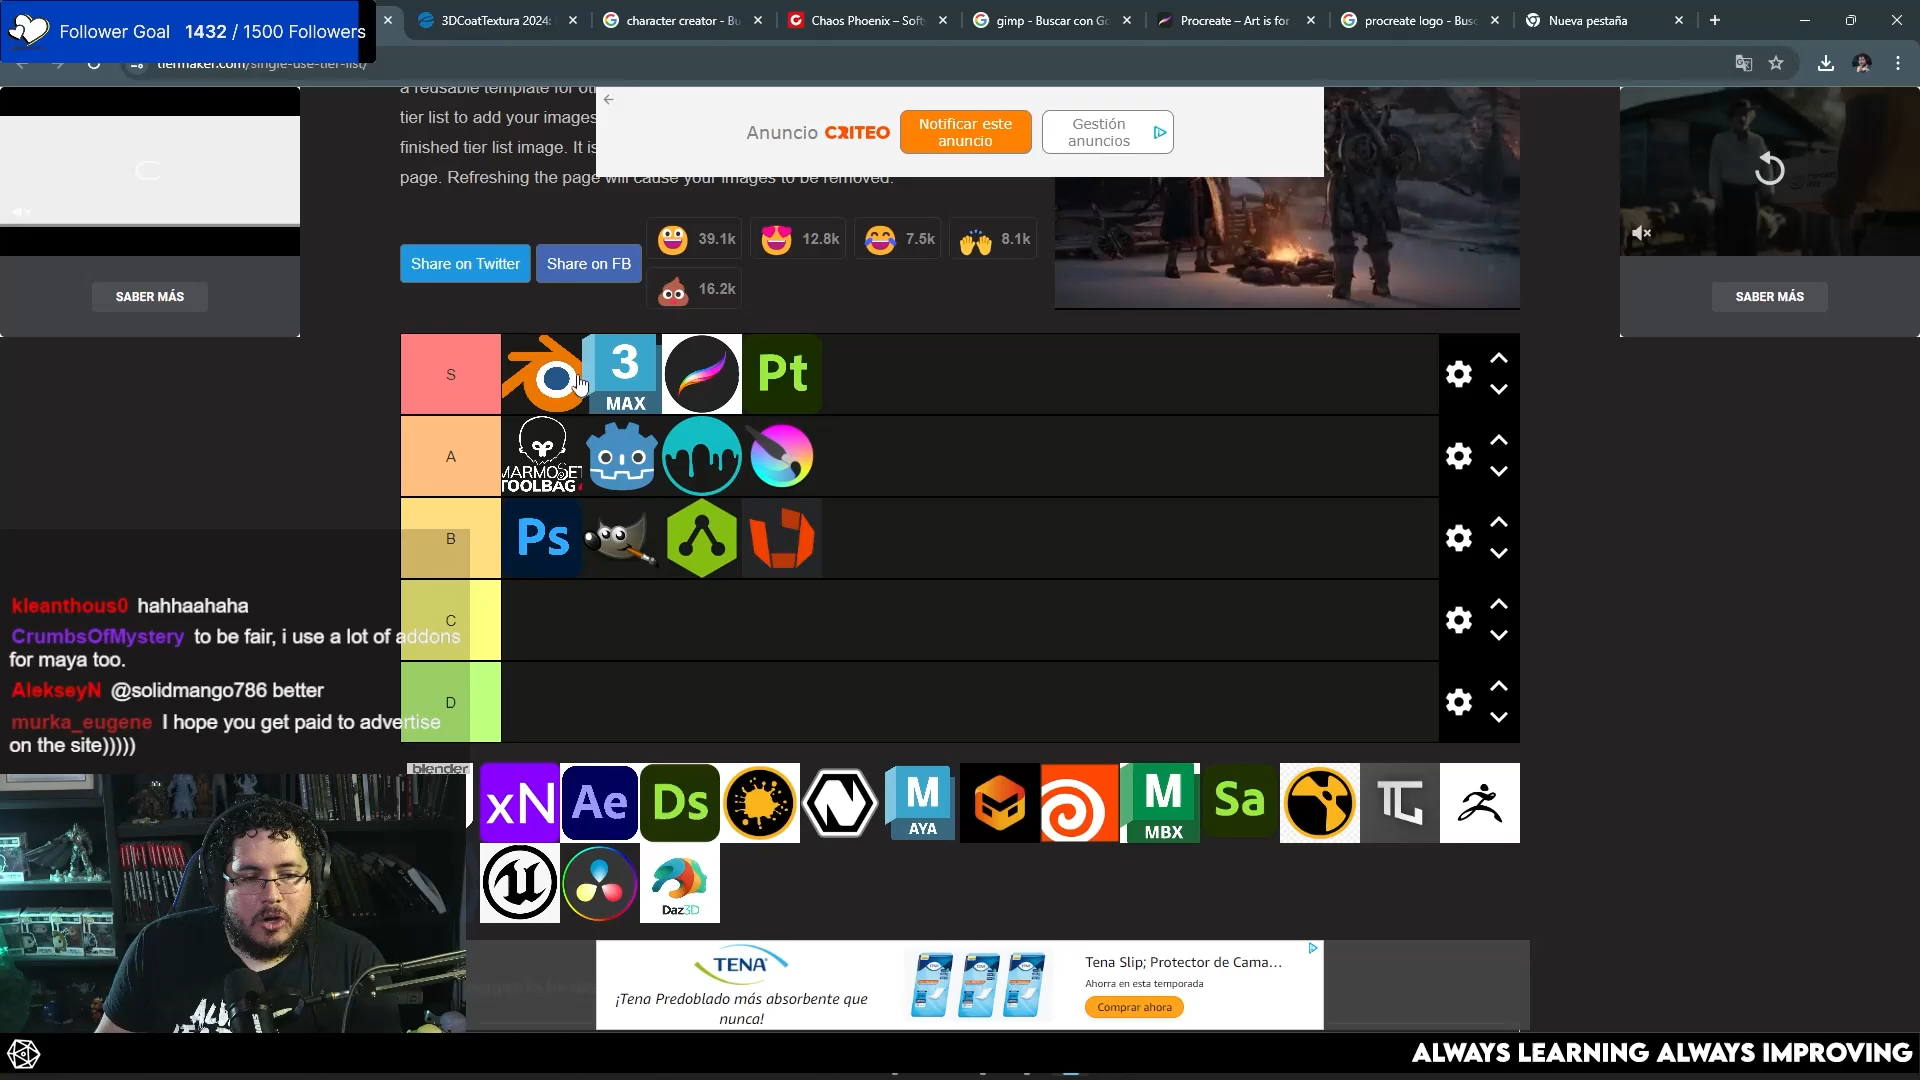 Follower Goal 1432 / 1500 Followers
3DCoatTextura 2024:
character creator - Bu
Chaos Phoenix – Soft
gimp - Buscar con Go
Procreate – Art is for
procreate logo - Busc
Nueva pestaña
tiermaker.com/single-use-tier-list/
a reusable template for
tier list to add your images
finished tier list image. It is
page. Refreshing the page will cause your images to be removed.
Anuncio CRITEO
Notificar este
anuncio
Gestión
anuncios
Share on Twitter
Share on FB
39.1k
12.8k
7.5k
8.1k
16.2k
SABER MÁS
SABER MÁS
S
3
MAX
Pt
A
MARMOSET
TOOLBAG
B
Ps
C
D
kleanthous0 hahhaahaha
CrumbsOfMystery to be fair, i use a lot of addons
for maya too.
AlekseyN @solidmango786 better
murka_eugene I hope you get paid to advertise
on the site)))))
blender
xN
Ae
Ds
M
AYA
M
MBX
Sa
Daz3D
TENA
¡Tena Predoblado más absorbente que
nunca!
Tena Slip; Protector de Cama...
Ahorra en esta temporada
Comprar ahora
ALWAYS LEARNING ALWAYS IMPROVING